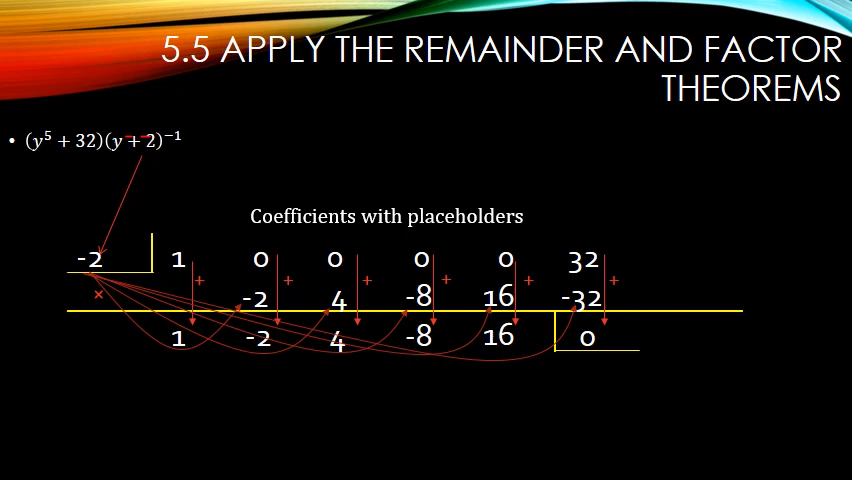 5.5 APPLY THE REMAINDER AND FACTOR
THEOREMS
• (y⁵ + 32)(y + 2)⁻¹
Coefficients with placeholders
-2 1 0 0 0 0 32
+ + + + + +
× -2 4 -8 16 -32
1 -2 4 -8 16 0